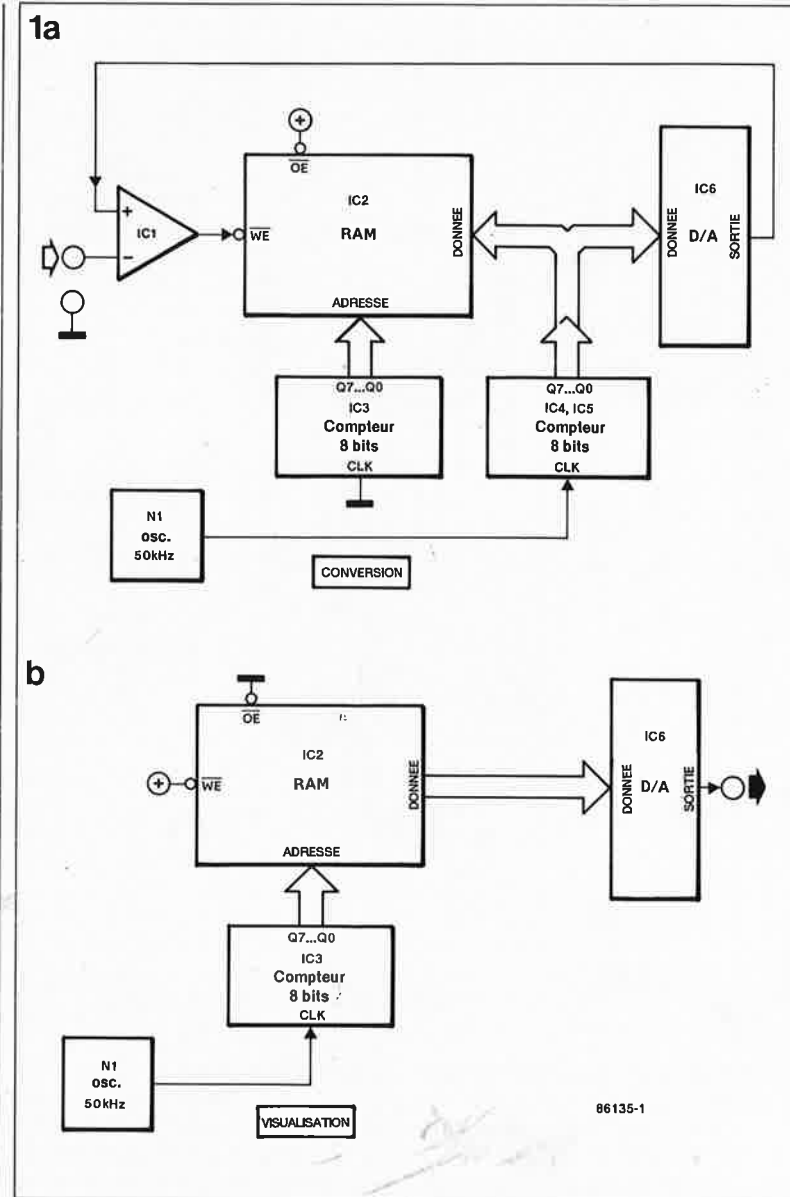 1a
+
OE
IC1
+
−
WE
IC2
RAM
DONNEE
ADRESSE
IC6
D/A
DONNEE
SORTIE
Q7...Q0
IC3
Compteur
8 bits
CLK
Q7...Q0
IC4, IC5
Compteur
8 bits
CLK
N1
osc.
50kHz
CONVERSION
b
OE
+
WE
IC2
RAM
DONNEE
ADRESSE
IC6
D/A
DONNEE
SORTIE
Q7...Q0
IC3
Compteur
8 bits
CLK
N1
osc.
50kHz
VISUALISATION
86135-1